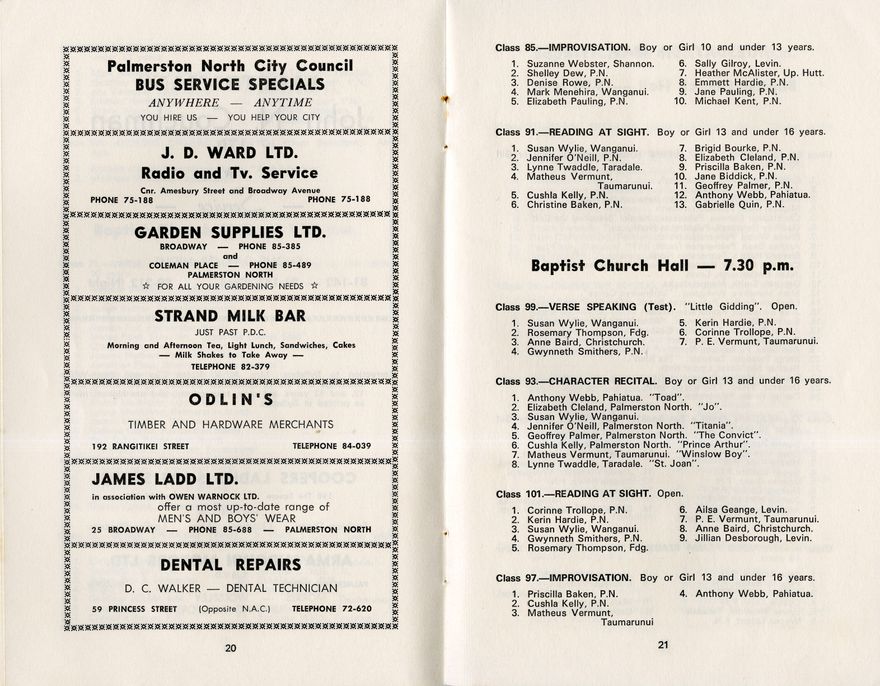 Palmerston North City Council
BUS SERVICE SPECIALS
ANYWHERE — ANYTIME
YOU HIRE US — YOU HELP YOUR CITY
J. D. WARD LTD.
Radio and Tv. Service
Cnr. Amesbury Street and Broadway Avenue
PHONE 75-188 PHONE 75-188
GARDEN SUPPLIES LTD.
BROADWAY — PHONE 85-385
and
COLEMAN PLACE — PHONE 85-489
PALMERSTON NORTH
☆ FOR ALL YOUR GARDENING NEEDS ☆
STRAND MILK BAR
JUST PAST P.D.C.
Morning and Afternoon Tea, Light Lunch, Sandwiches, Cakes
— Milk Shakes to Take Away —
TELEPHONE 82-379
ODLIN'S
TIMBER AND HARDWARE MERCHANTS
192 RANGITIKEI STREET TELEPHONE 84-039
JAMES LADD LTD.
in association with OWEN WARNOCK LTD.
offer a most up-to-date range of
MEN'S AND BOYS' WEAR
25 BROADWAY — PHONE 85-688 — PALMERSTON NORTH
DENTAL REPAIRS
D. C. WALKER — DENTAL TECHNICIAN
59 PRINCESS STREET (Opposite N.A.C.) TELEPHONE 72-620
20
Class 85.—IMPROVISATION. Boy or Girl 10 and under 13 years.
1. Suzanne Webster, Shannon.
2. Shelley Dew, P.N.
3. Denise Rowe, P.N.
4. Mark Menehira, Wanganui.
5. Elizabeth Pauling, P.N.
6. Sally Gilroy, Levin.
7. Heather McAlister, Up. Hutt.
8. Emmett Hardie, P.N.
9. Jane Pauling, P.N.
10. Michael Kent, P.N.
Class 91.—READING AT SIGHT. Boy or Girl 13 and under 16 years.
1. Susan Wylie, Wanganui.
2. Jennifer O'Neill, P.N.
3. Lynne Twaddle, Taradale.
4. Matheus Vermunt,
Taumarunui.
5. Cushla Kelly, P.N.
6. Christine Baken, P.N.
7. Brigid Bourke, P.N.
8. Elizabeth Cleland, P.N.
9. Priscilla Baken, P.N.
10. Jane Biddick, P.N.
11. Geoffrey Palmer, P.N.
12. Anthony Webb, Pahiatua.
13. Gabrielle Quin, P.N.
Baptist Church Hall — 7.30 p.m.
Class 99.—VERSE SPEAKING (Test). "Little Gidding". Open.
1. Susan Wylie, Wanganui.
2. Rosemary Thompson, Fdg.
3. Anne Baird, Christchurch.
4. Gwynneth Smithers, P.N.
5. Kerin Hardie, P.N.
6. Corinne Trollope, P.N.
7. P. E. Vermunt, Taumarunui.
Class 93.—CHARACTER RECITAL. Boy or Girl 13 and under 16 years.
1. Anthony Webb, Pahiatua. "Toad".
2. Elizabeth Cleland, Palmerston North. "Jo".
3. Susan Wylie, Wanganui.
4. Jennifer O'Neill, Palmerston North. "Titania".
5. Geoffrey Palmer, Palmerston North. "The Convict".
6. Cushla Kelly, Palmerston North. "Prince Arthur".
7. Matheus Vermunt, Taumarunui. "Winslow Boy".
8. Lynne Twaddle, Taradale. "St. Joan".
Class 101.—READING AT SIGHT. Open.
1. Corinne Trollope, P.N.
2. Kerin Hardie, P.N.
3. Susan Wylie, Wanganui.
4. Gwynneth Smithers, P.N.
5. Rosemary Thompson, Fdg.
6. Ailsa Geange, Levin.
7. P. E. Vermunt, Taumarunui.
8. Anne Baird, Christchurch.
9. Jillian Desborough, Levin.
Class 97.—IMPROVISATION. Boy or Girl 13 and under 16 years.
1. Priscilla Baken, P.N.
2. Cushla Kelly, P.N.
3. Matheus Vermunt,
Taumarunui
4. Anthony Webb, Pahiatua.
21